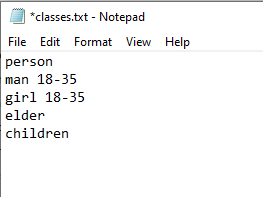 *classes.txt - Notepad
File Edit Format View Help
person
man 18-35
girl 18-35
elder
children